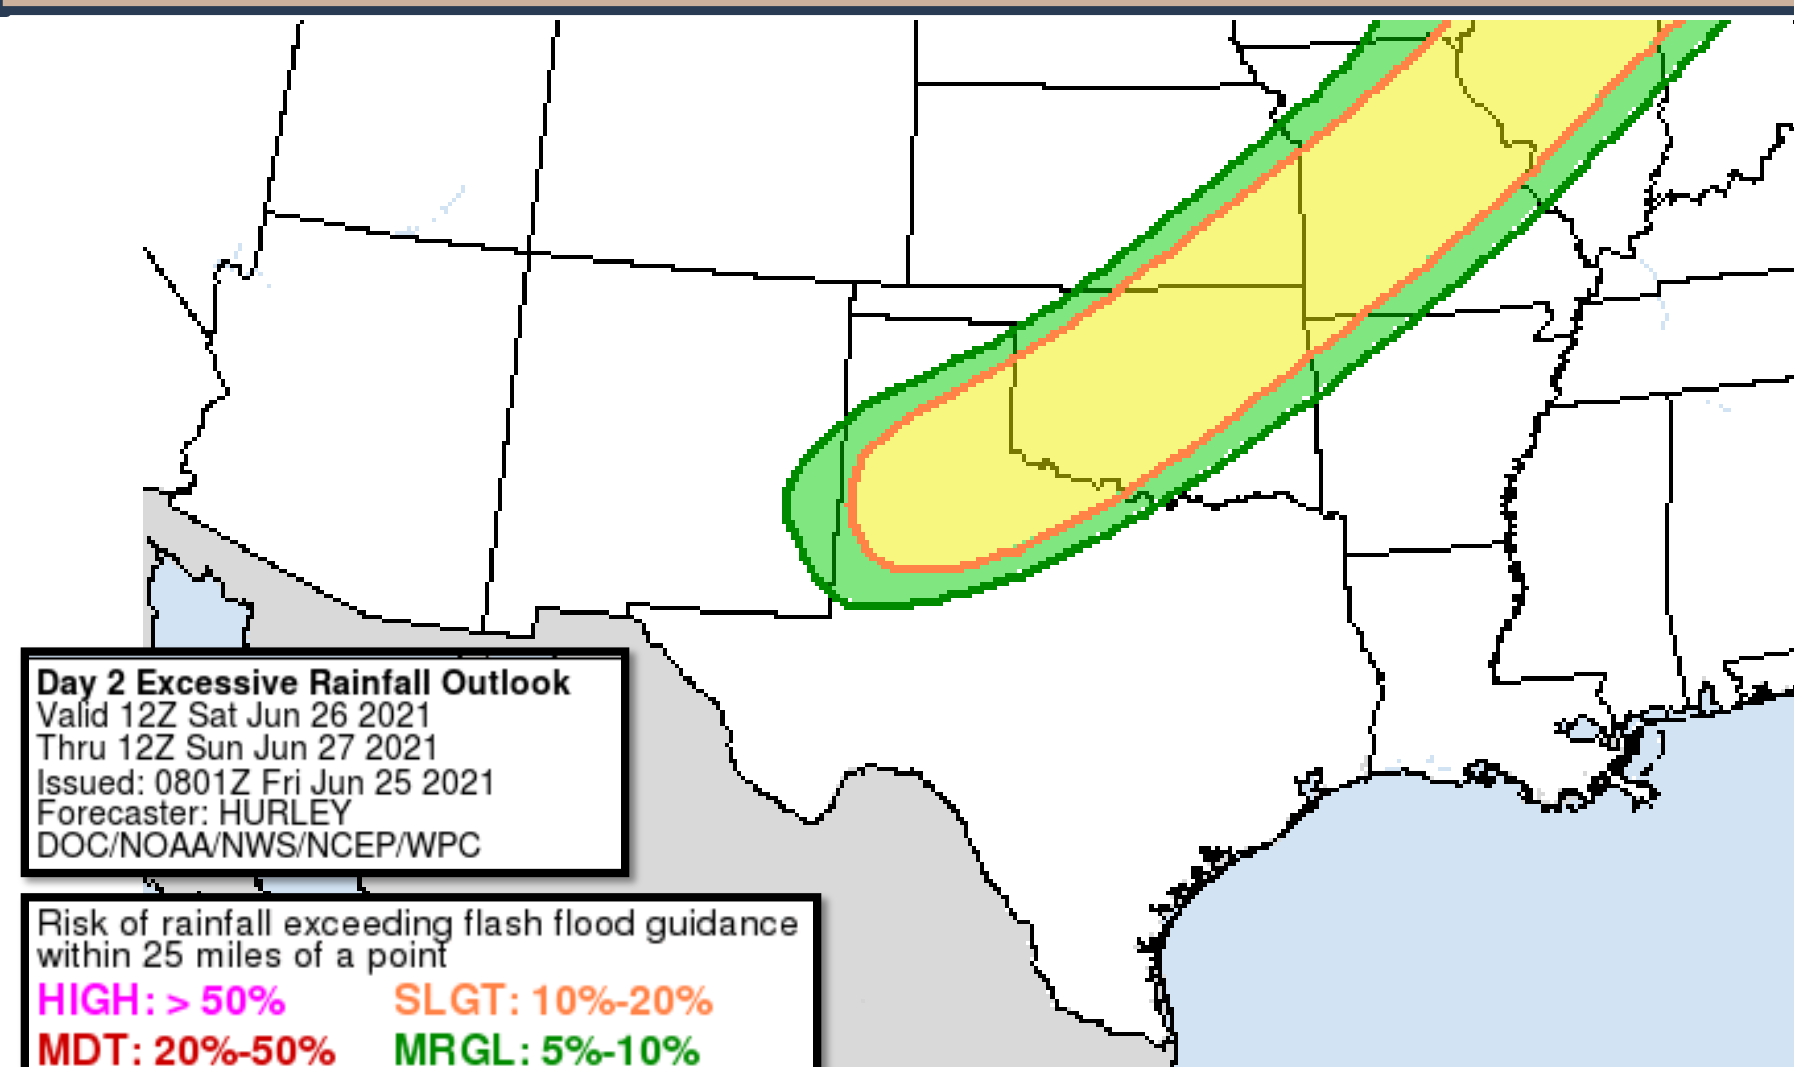 Day 2 Excessive Rainfall Outlook
Valid 12Z Sat Jun 26 2021
Thru 12Z Sun Jun 27 2021
Issued: 0801Z Fri Jun 25 2021
Forecaster: HURLEY
DOC/NOAA/NWS/NCEP/WPC
Risk of rainfall exceeding flash flood guidance
within 25 miles of a point
HIGH: > 50% SLGT: 10%-20%
MDT: 20%-50% MRGL: 5%-10%